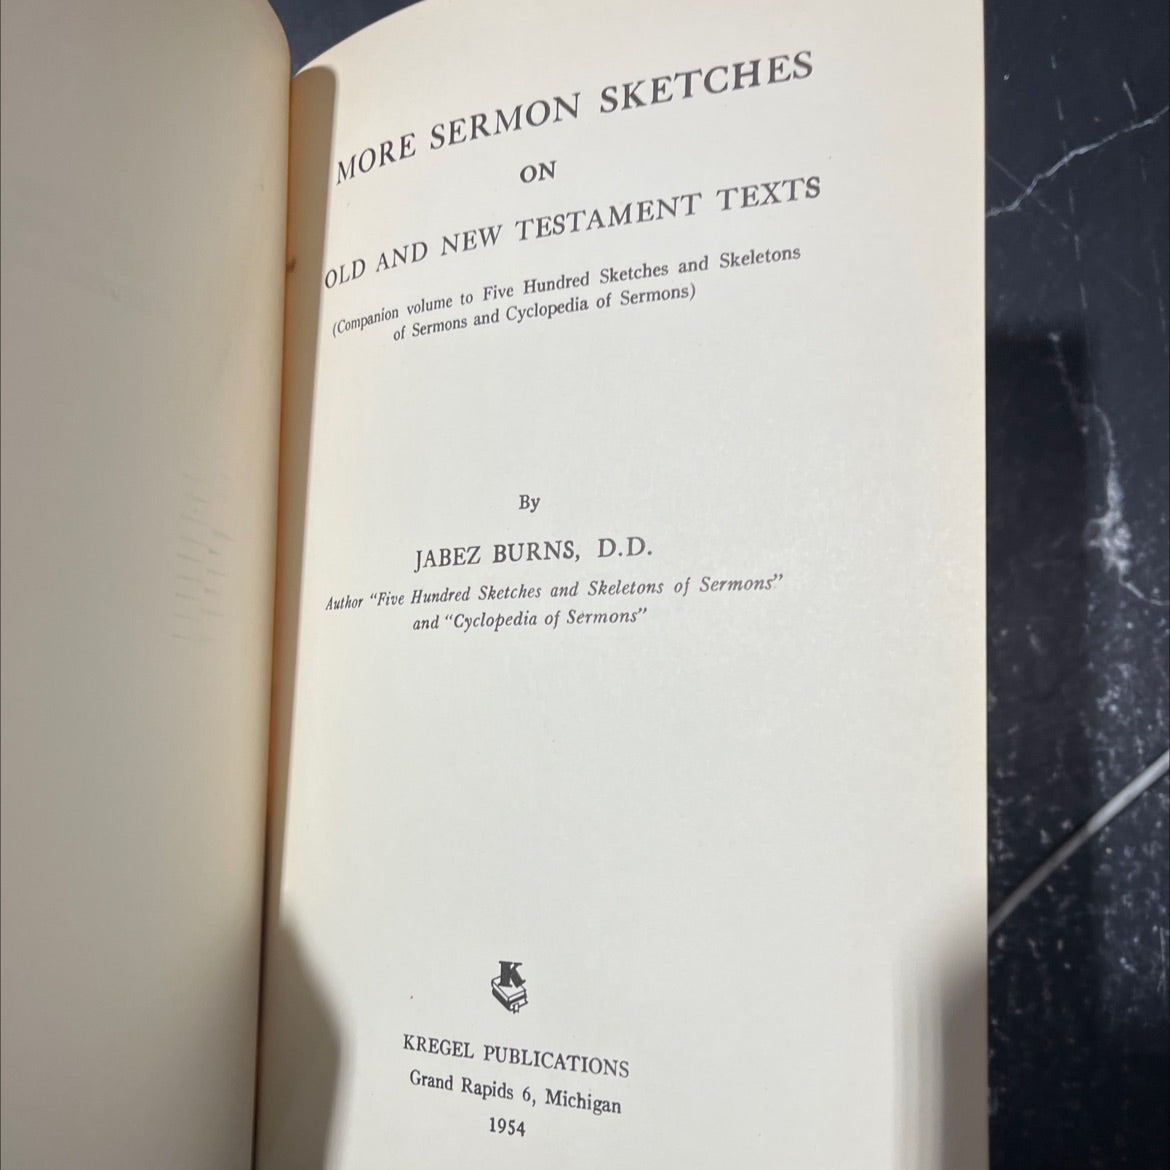 MORE SERMON SKETCHES
ON
OLD AND NEW TESTAMENT TEXTS
(Companion volume to Five Hundred Sketches and Skeletons
of Sermons and Cyclopedia of Sermons)
By
JABEZ BURNS, D.D.
Author “Five Hundred Sketches and Skeletons of Sermons”
and “Cyclopedia of Sermons”
K
KREGEL PUBLICATIONS
Grand Rapids 6, Michigan
1954